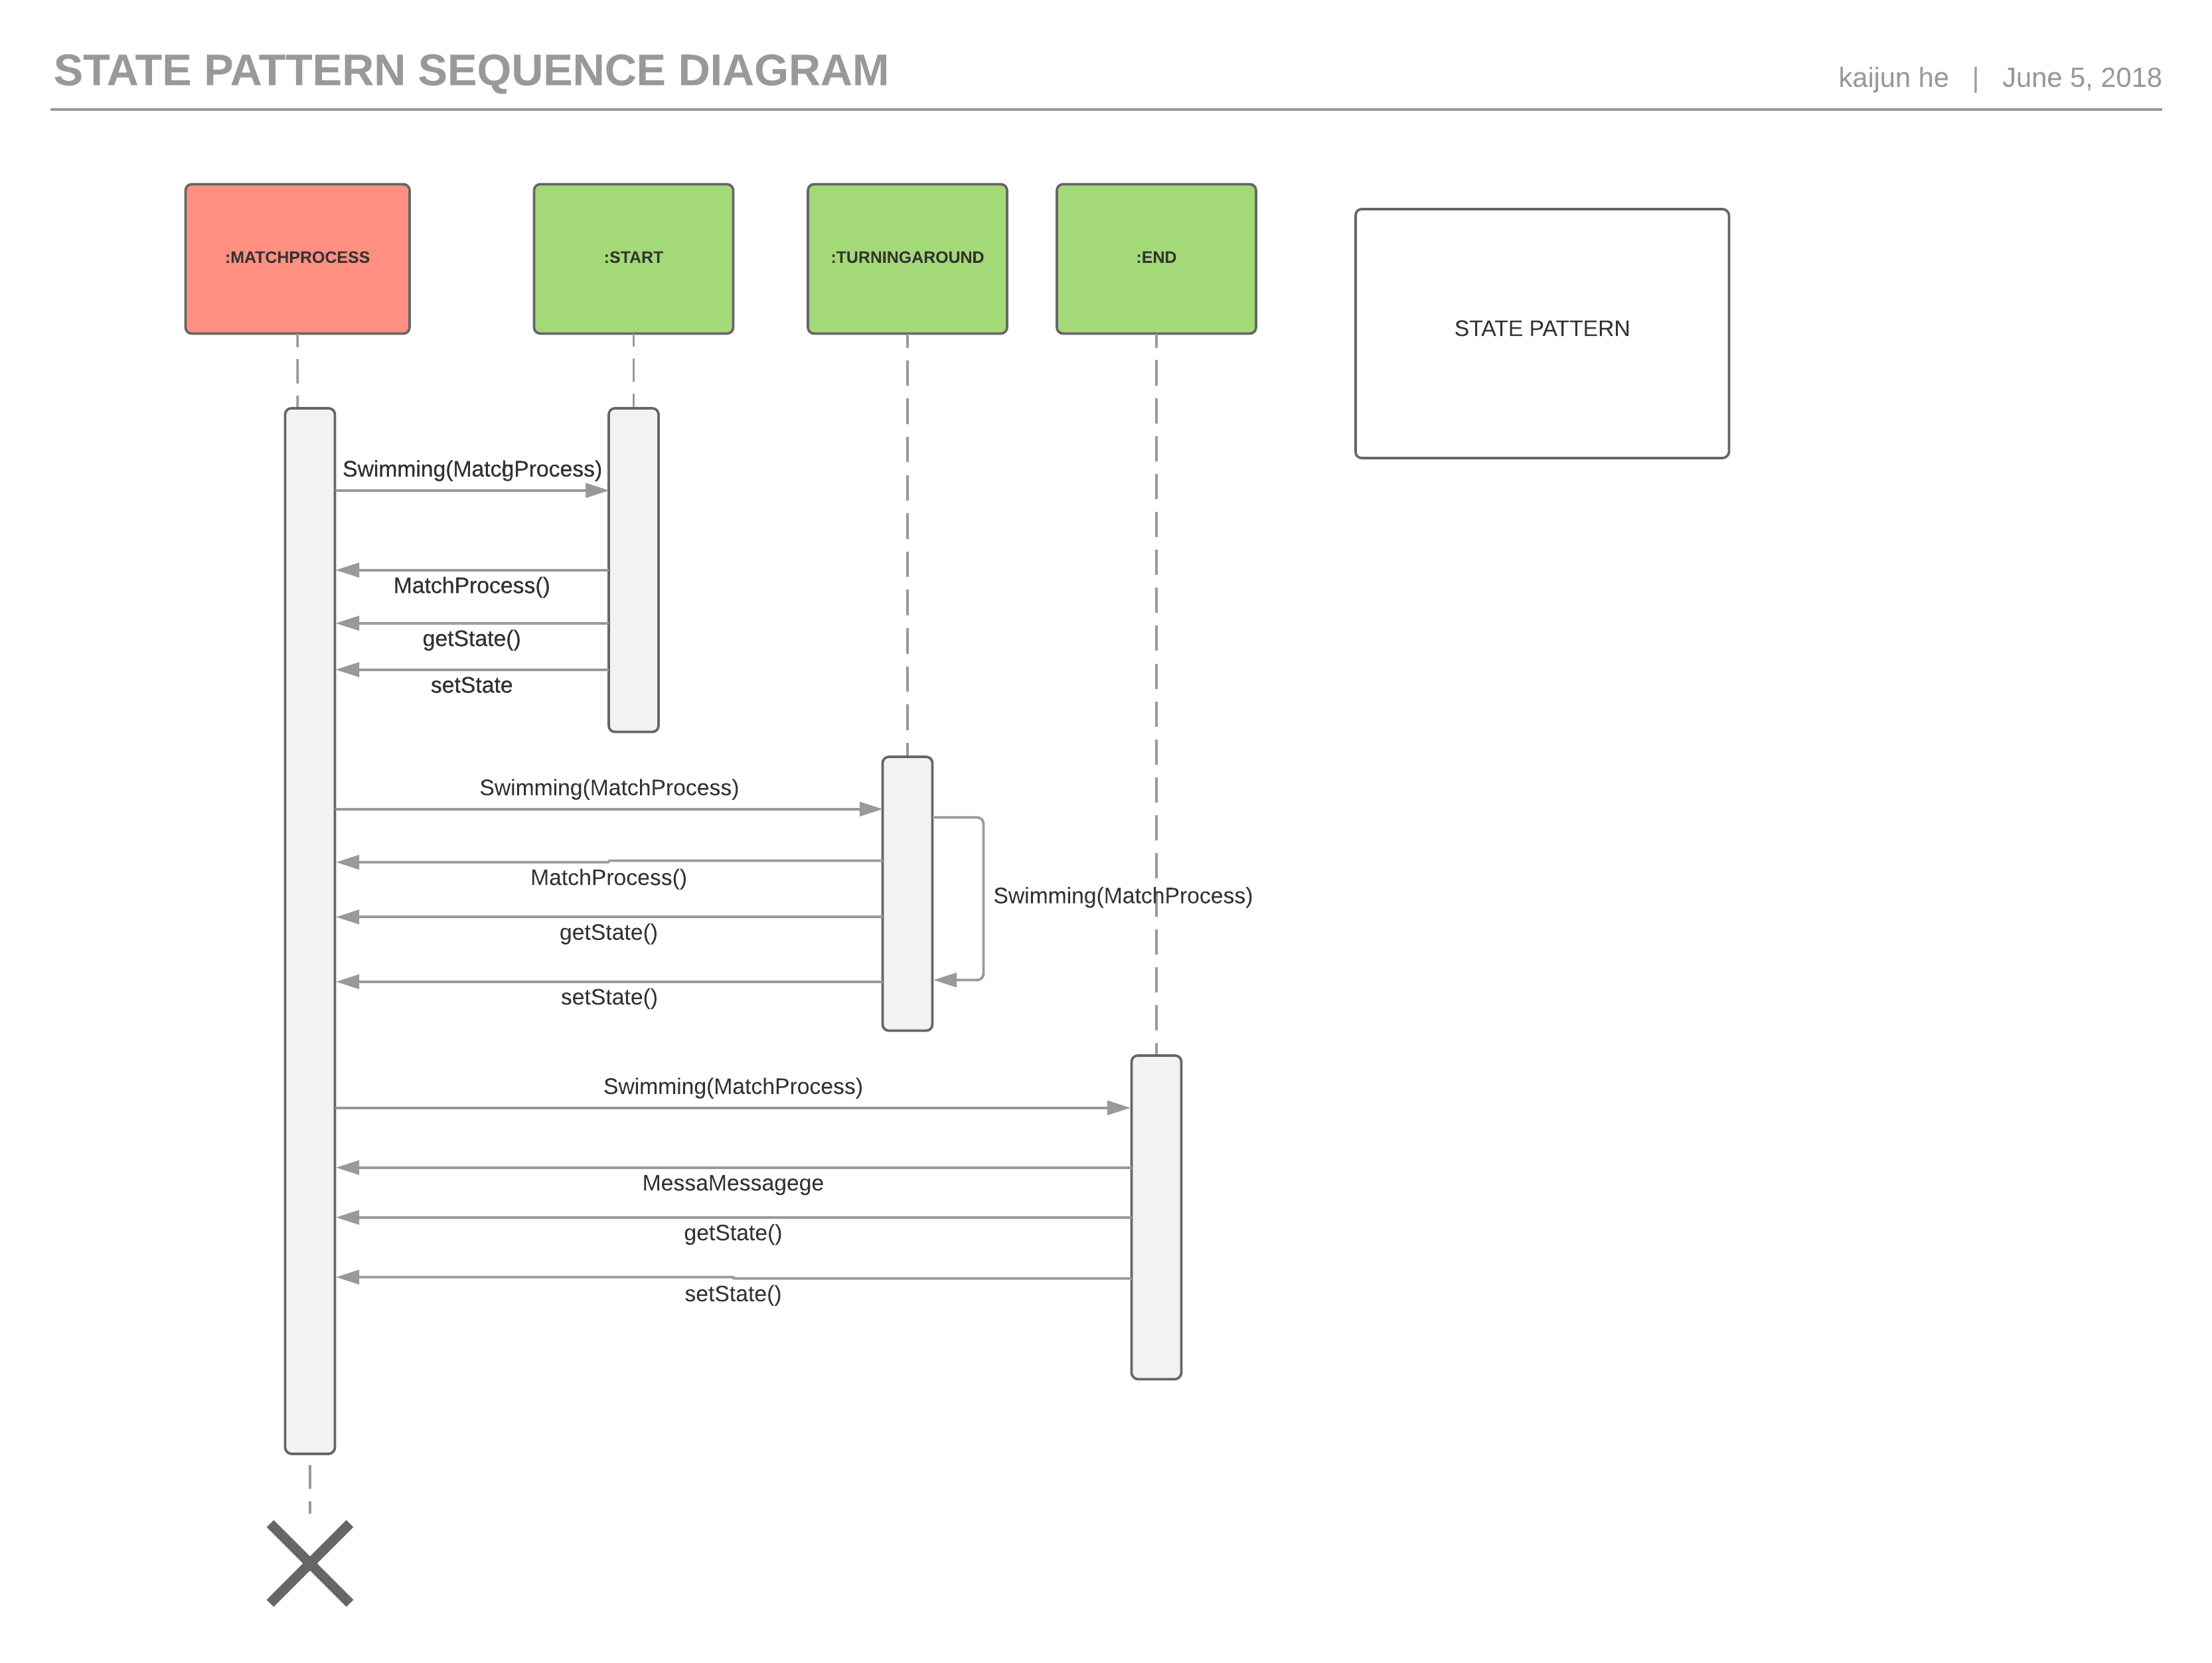 STATE PATTERN SEQUENCE DIAGRAM
kaijun he | June 5, 2018
:MATCHPROCESS
:START
:TURNINGAROUND
:END
STATE PATTERN
Swimming(MatchProcess)
MatchProcess()
getState()
setState
Swimming(MatchProcess)
MatchProcess()
Swimming(MatchProcess)
getState()
setState()
Swimming(MatchProcess)
MessaMessagege
getState()
setState()